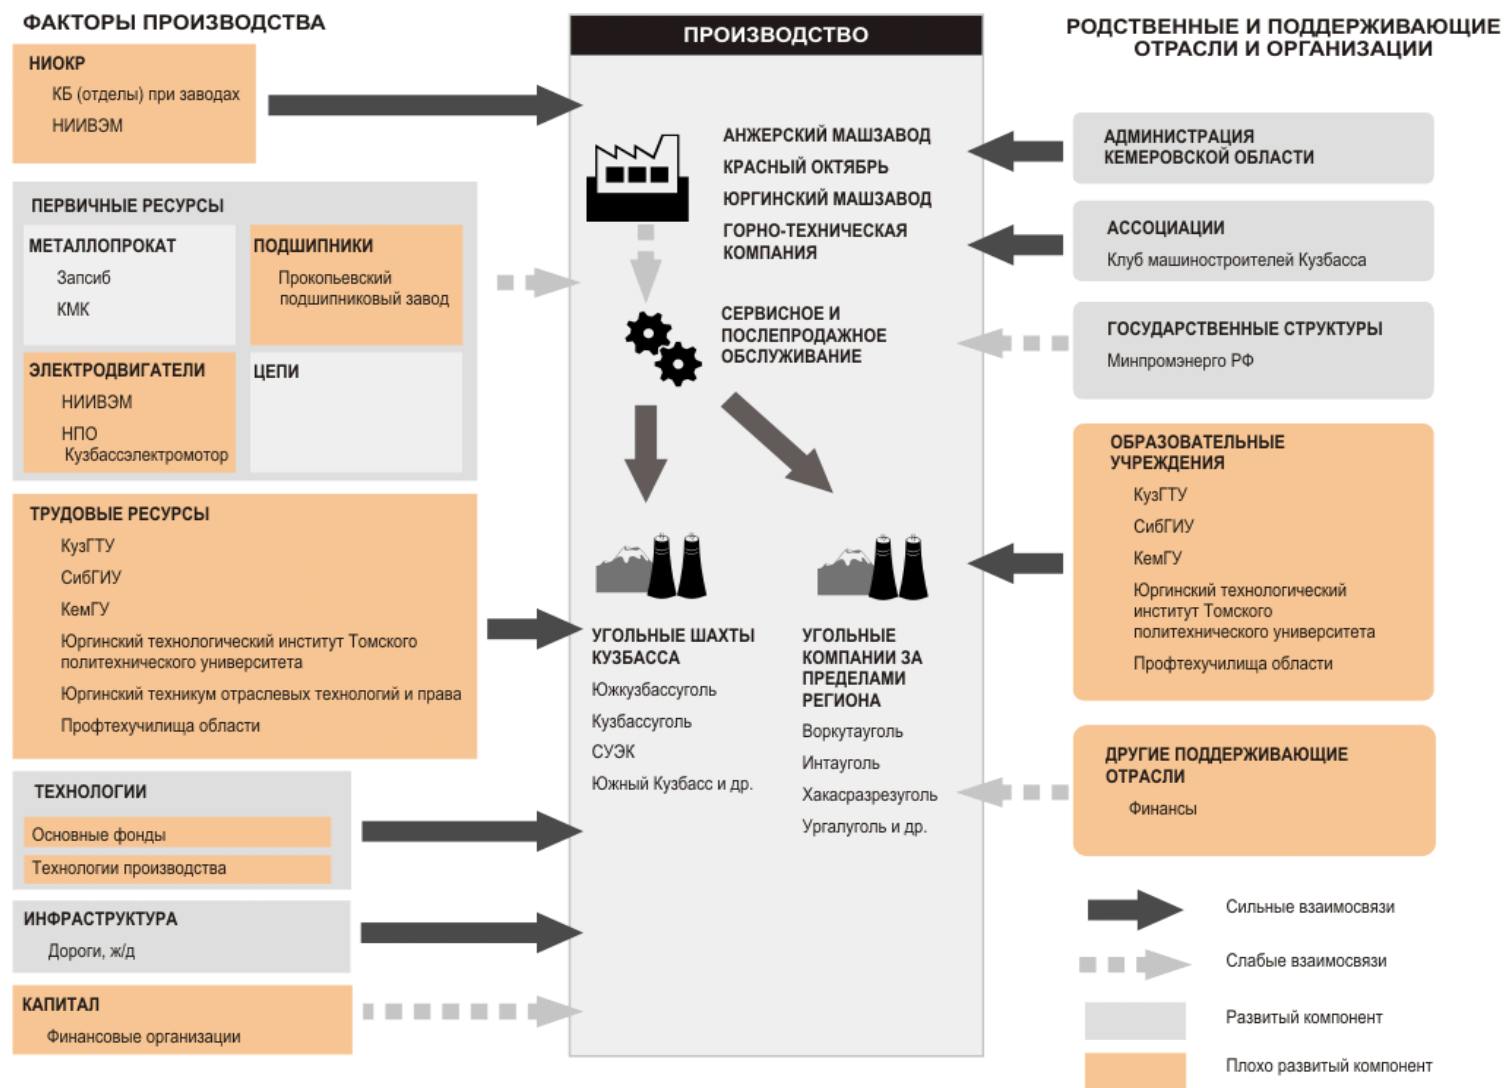 ФАКТОРЫ ПРОИЗВОДСТВА
НИОКР
КБ (отделы) при заводах
НИИВЭМ
ПЕРВИЧНЫЕ РЕСУРСЫ
МЕТАЛЛОПРОКАТ
Запсиб
КМК
ПОДШИПНИКИ
Прокопьевский
подшипниковый завод
ЭЛЕКТРОДВИГАТЕЛИ
НИИВЭМ
НПО
Кузбассэлектромотор
ЦЕПИ
ТРУДОВЫЕ РЕСУРСЫ
КузГТУ
СибГИУ
КемГУ
Юргинский технологический институт Томского
политехнического университета
Юргинский техникум отраслевых технологий и права
Профтехучилища области
ТЕХНОЛОГИИ
Основные фонды
Технологии производства
ИНФРАСТРУКТУРА
Дороги, ж/д
КАПИТАЛ
Финансовые организации
ПРОИЗВОДСТВО
АНЖЕРСКИЙ МАШЗАВОД
КРАСНЫЙ ОКТЯБРЬ
ЮРГИНСКИЙ МАШЗАВОД
ГОРНО-ТЕХНИЧЕСКАЯ
КОМПАНИЯ
СЕРВИСНОЕ И
ПОСЛЕПРОДАЖНОЕ
ОБСЛУЖИВАНИЕ
УГОЛЬНЫЕ ШАХТЫ
КУЗБАССА
Южкузбассуголь
Кузбассуголь
СУЭК
Южный Кузбасс и др.
УГОЛЬНЫЕ
КОМПАНИИ ЗА
ПРЕДЕЛАМИ
РЕГИОНА
Воркутауголь
Интауголь
Хакасразрезуголь
Ургалуголь и др.
РОДСТВЕННЫЕ И ПОДДЕРЖИВАЮЩИЕ
ОТРАСЛИ И ОРГАНИЗАЦИИ
АДМИНИСТРАЦИЯ
КЕМЕРОВСКОЙ ОБЛАСТИ
АССОЦИАЦИИ
Клуб машиностроителей Кузбасса
ГОСУДАРСТВЕННЫЕ СТРУКТУРЫ
Минпромэнерго РФ
ОБРАЗОВАТЕЛЬНЫЕ
УЧРЕЖДЕНИЯ
КузГТУ
СибГИУ
КемГУ
Юргинский технологический
институт Томского
политехнического университета
Профтехучилища области
ДРУГИЕ ПОДДЕРЖИВАЮЩИЕ
ОТРАСЛИ
Финансы
Сильные взаимосвязи
Слабые взаимосвязи
Развитый компонент
Плохо развитый компонент